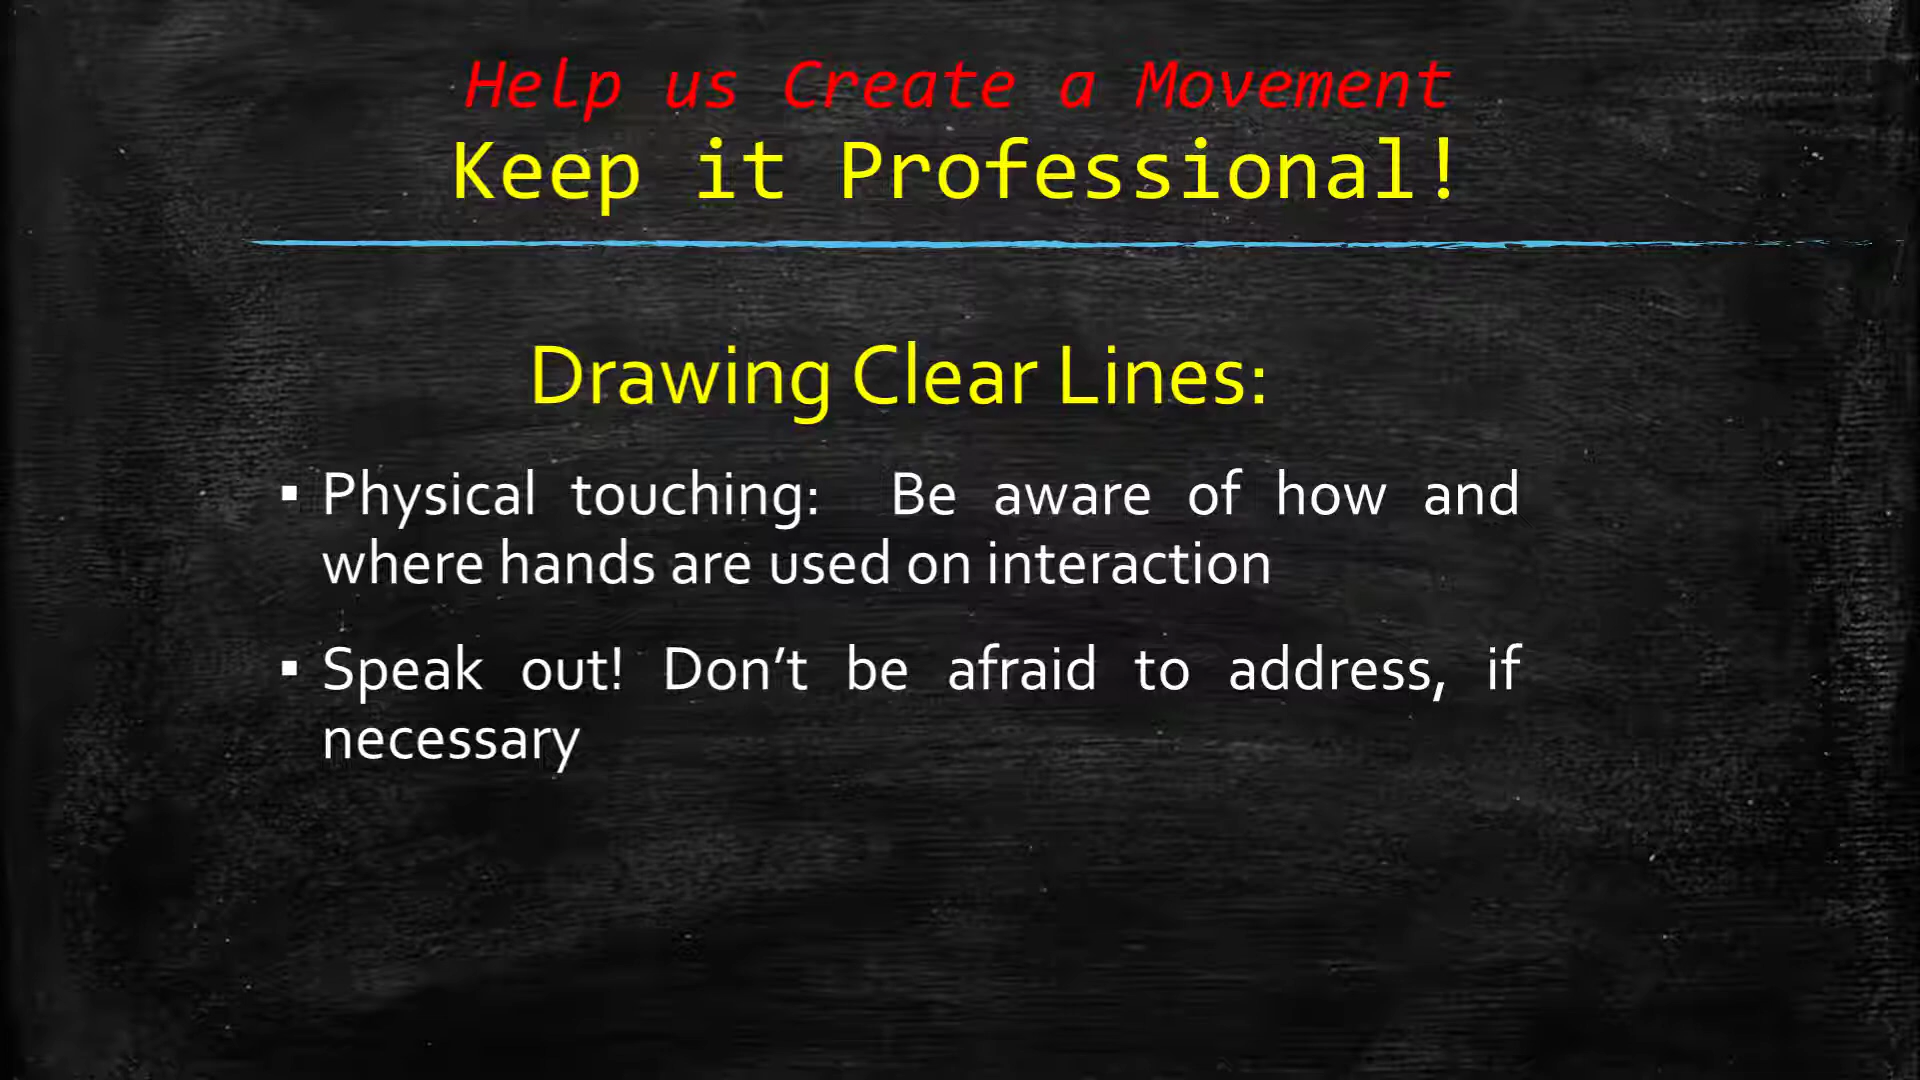 Help us Create a Movement
Keep it Professional!
Drawing Clear Lines:
▪ Physical touching: Be aware of how and
where hands are used on interaction
▪ Speak out! Don’t be afraid to address, if
necessary